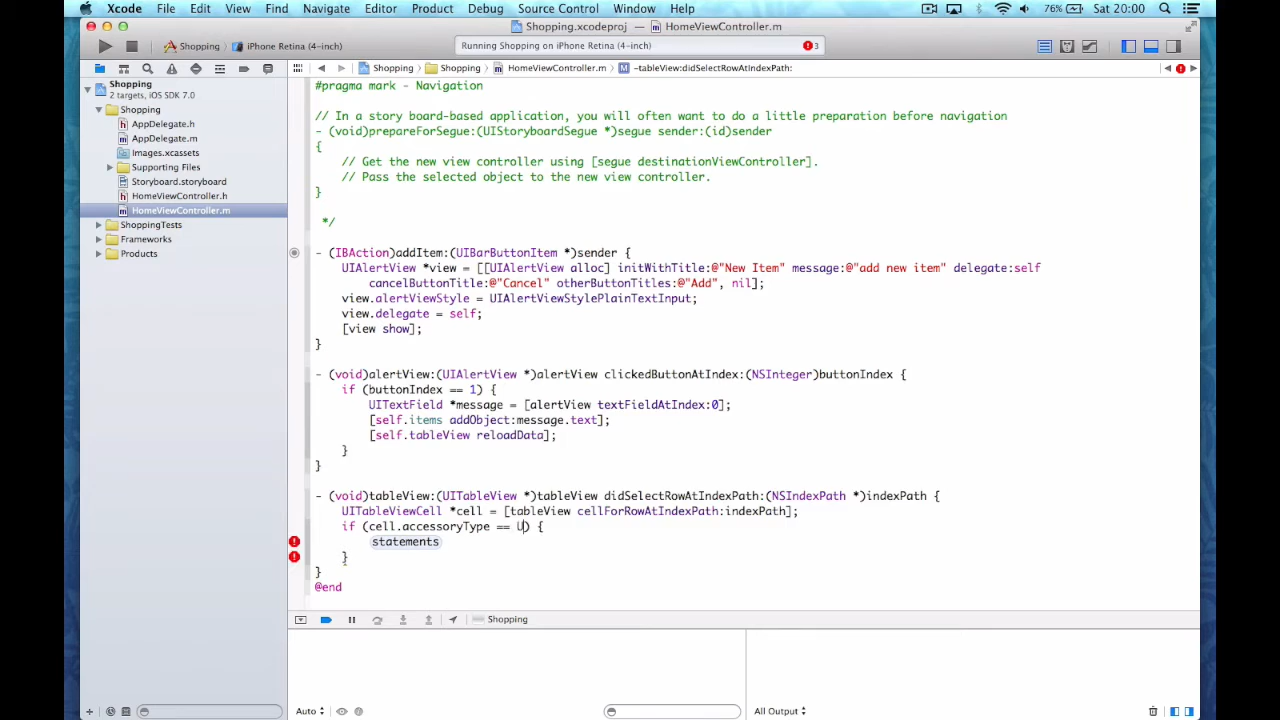 Xcode File Edit View Find Navigate Editor Product Debug Source Control Window Help 76% Sat 20:00
Shopping.xcodeproj — HomeViewController.m
Shopping iPhone Retina (4-inch) Running Shopping on iPhone Retina (4-inch) 3
Shopping Shopping HomeViewController.m M -tableView:didSelectRowAtIndexPath:
Shopping
2 targets, iOS SDK 7.0
Shopping
AppDelegate.h
AppDelegate.m
Images.xcassets
Supporting Files
Storyboard.storyboard
HomeViewController.h
HomeViewController.m
ShoppingTests
Frameworks
Products
#pragma mark - Navigation
// In a story board-based application, you will often want to do a little preparation before navigation
- (void)prepareForSegue:(UIStoryboardSegue *)segue sender:(id)sender
{
// Get the new view controller using [segue destinationViewController].
// Pass the selected object to the new view controller.
}
*/
- (IBAction)addItem:(UIBarButtonItem *)sender {
UIAlertView *view = [[UIAlertView alloc] initWithTitle:@"New Item" message:@"add new item" delegate:self
cancelButtonTitle:@"Cancel" otherButtonTitles:@"Add", nil];
view.alertViewStyle = UIAlertViewStylePlainTextInput;
view.delegate = self;
[view show];
}
- (void)alertView:(UIAlertView *)alertView clickedButtonAtIndex:(NSInteger)buttonIndex {
if (buttonIndex == 1) {
UITextField *message = [alertView textFieldAtIndex:0];
[self.items addObject:message.text];
[self.tableView reloadData];
}
}
- (void)tableView:(UITableView *)tableView didSelectRowAtIndexPath:(NSIndexPath *)indexPath {
UITableViewCell *cell = [tableView cellForRowAtIndexPath:indexPath];
if (cell.accessoryType == U) {
statements
}
}
@end
Shopping
Auto All Output